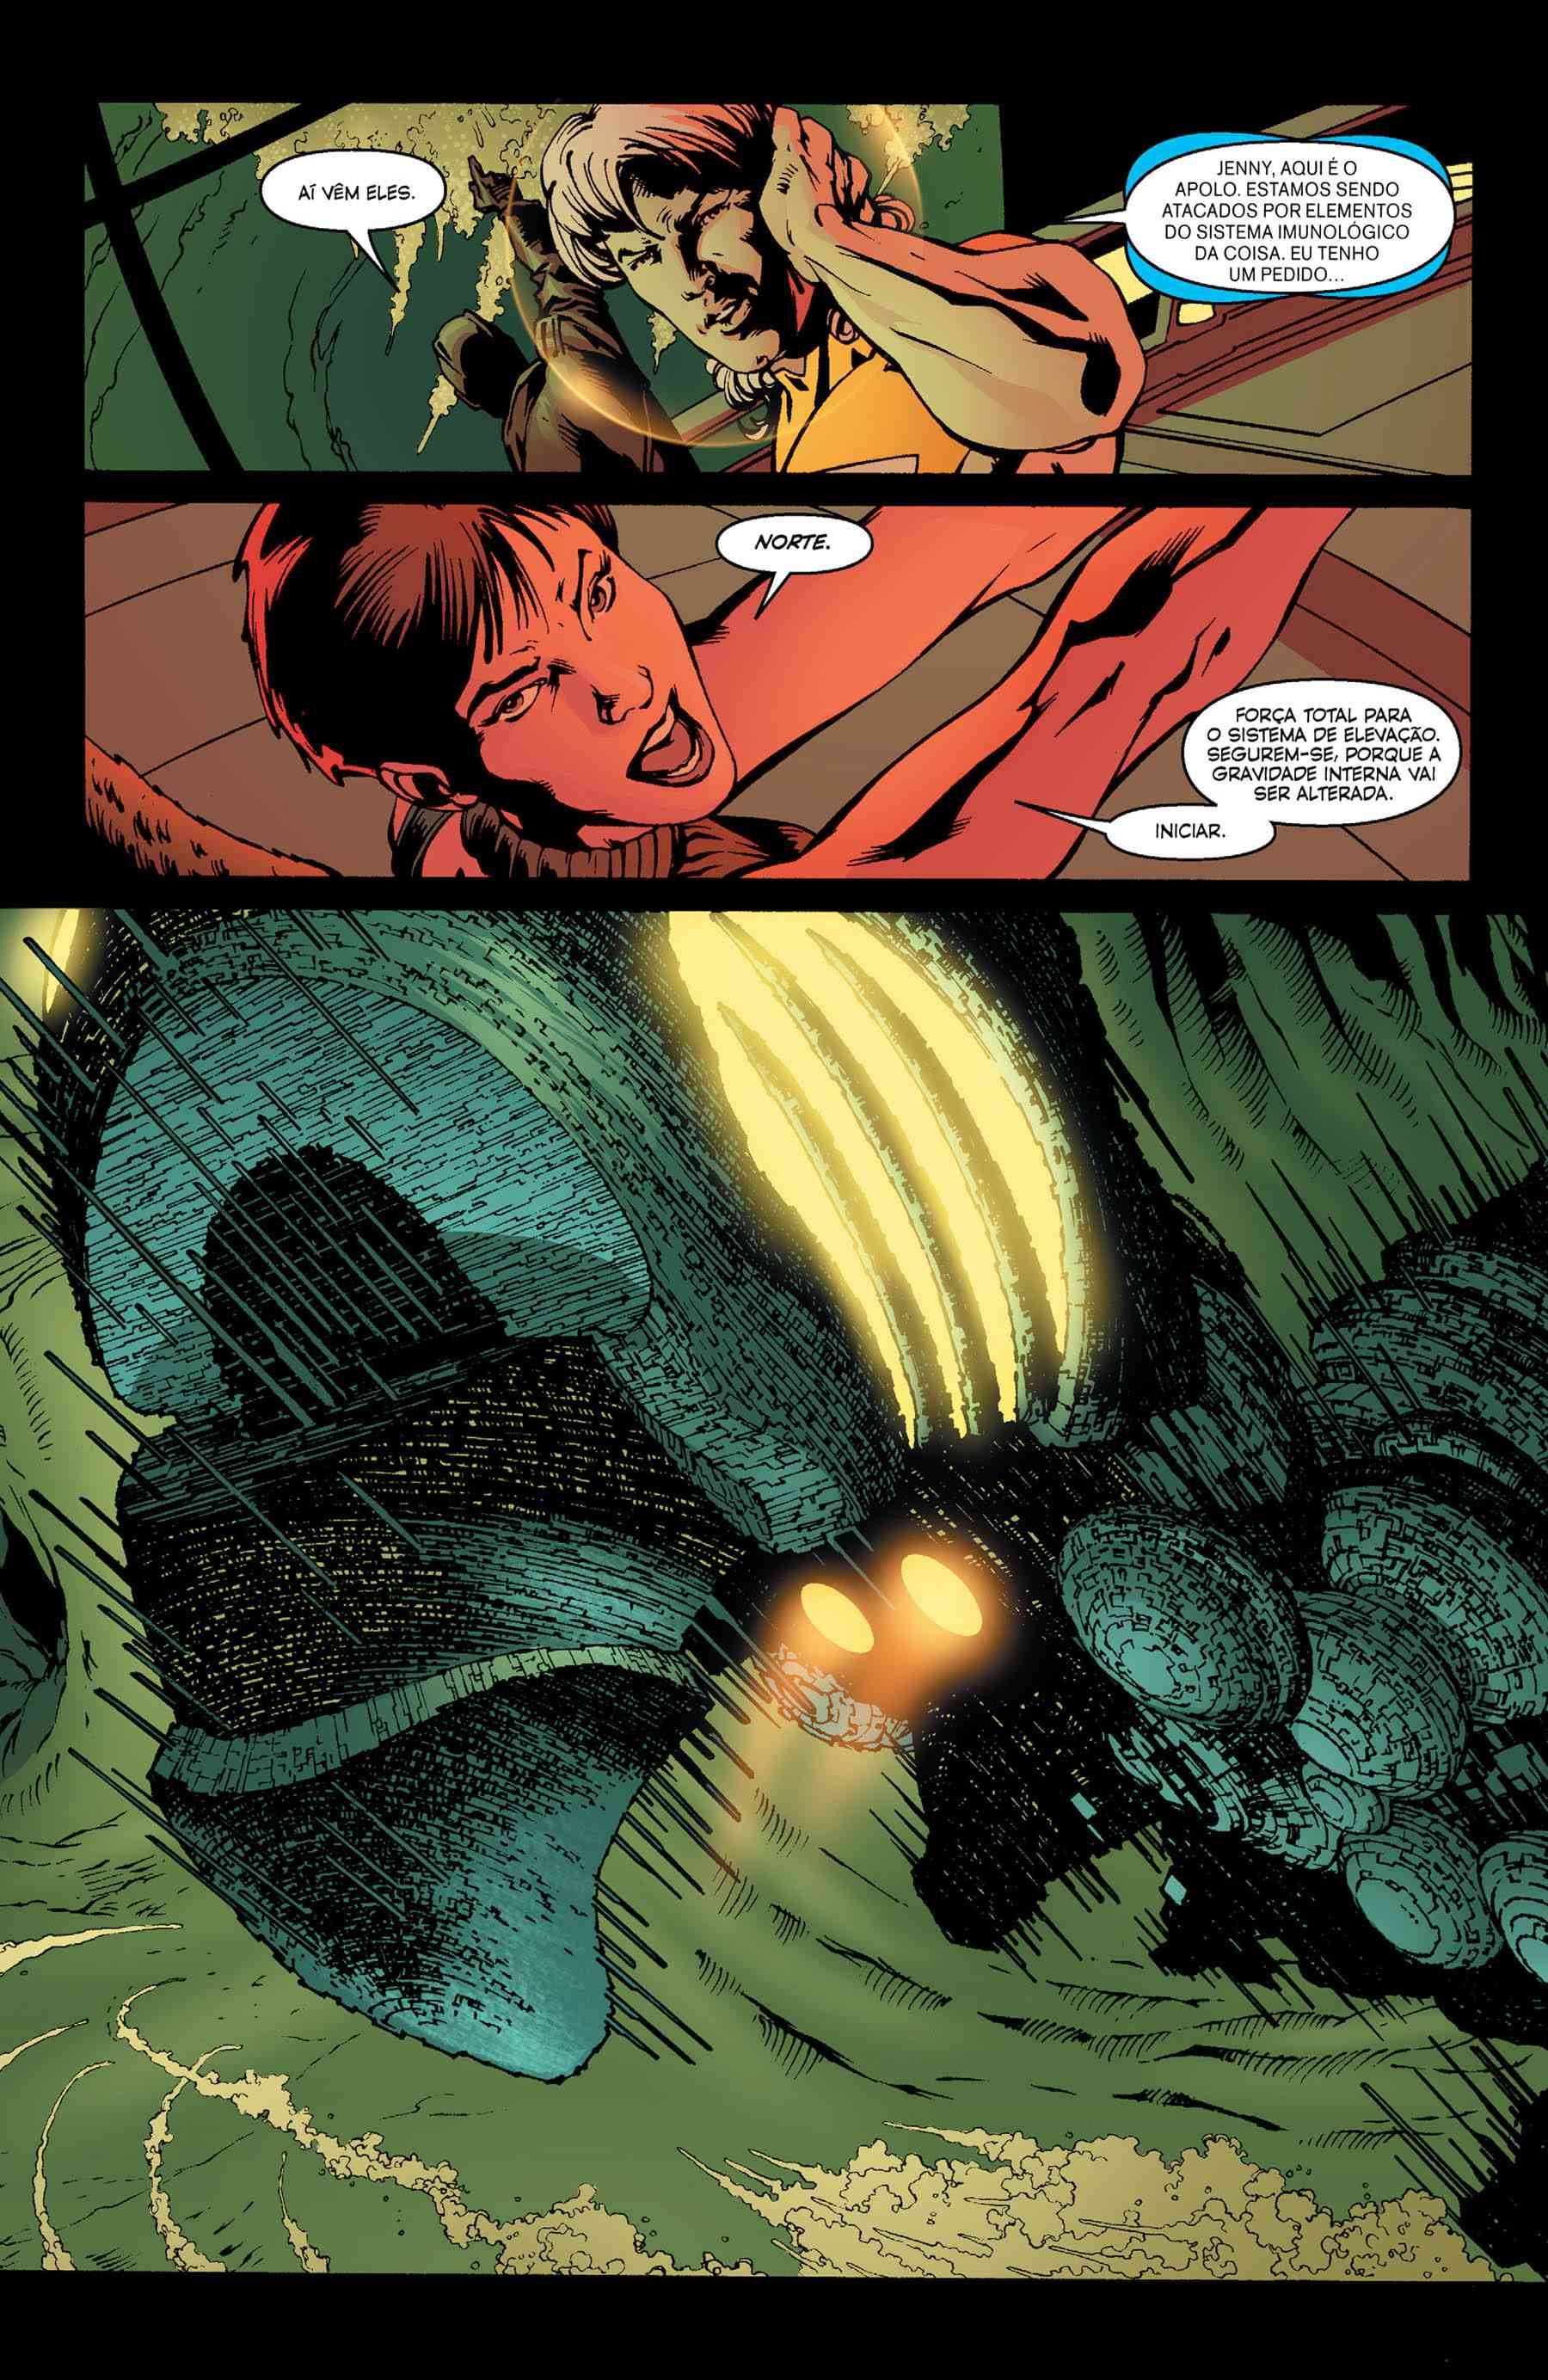 AÍ VÊM ELES.
JENNY, AQUI É O
APOLO. ESTAMOS SENDO
ATACADOS POR ELEMENTOS
DO SISTEMA IMUNOLÓGICO
DA COISA. EU TENHO
UM PEDIDO...
NORTE.
FORÇA TOTAL PARA
O SISTEMA DE ELEVAÇÃO.
SEGUREM-SE, PORQUE A
GRAVIDADE INTERNA VAI
SER ALTERADA.
INICIAR.